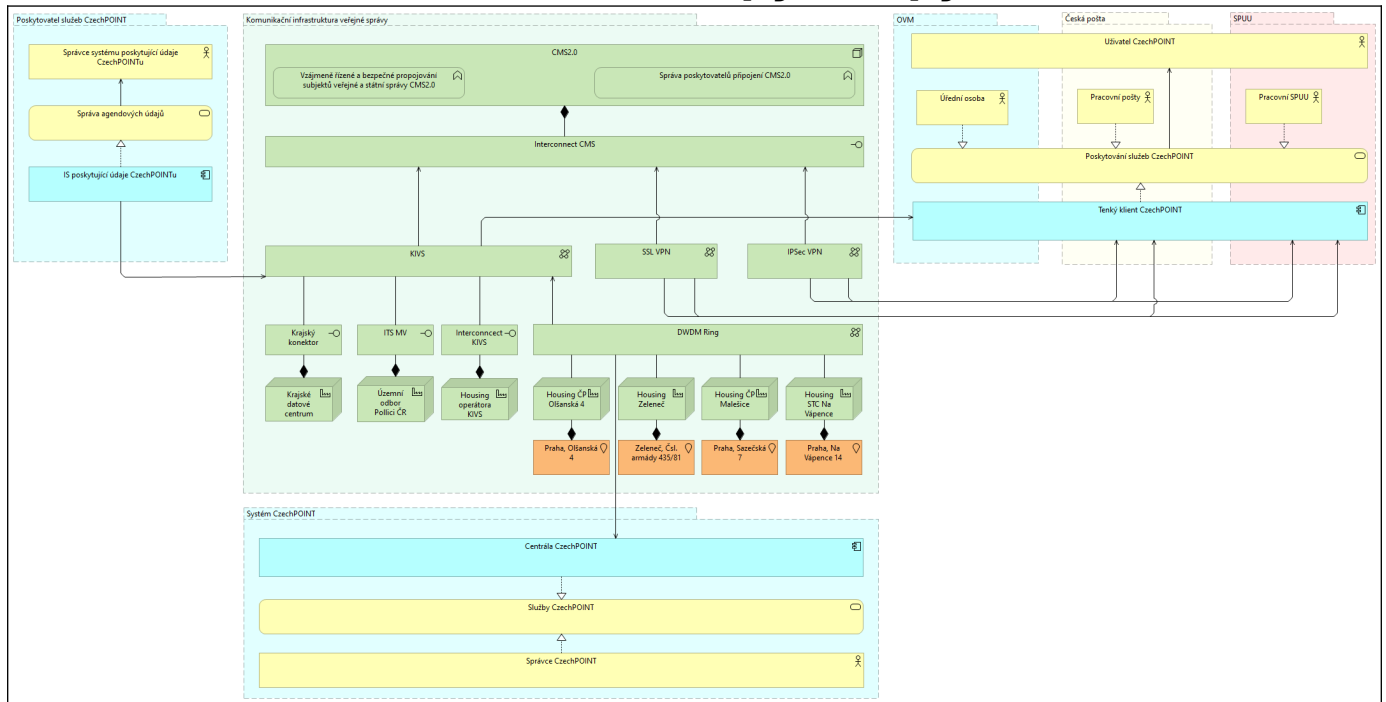 Poskytovatel služeb CzechPOINT
Správce systému poskytující údaje
CzechPOINTu
Správa agendových údajů
IS poskytující údaje CzechPOINTu
Komunikační infrastruktura veřejné správy
CMS2.0
Vzájemné řízené a bezpečné propojování
subjektů veřejné a státní správy CMS2.0
Správa poskytovatelů připojení CMS2.0
Interconnect CMS
KIVS
SSL VPN
IPSec VPN
Krajský
konektor
ITS MV
Interconncect
KIVS
DWDM Ring
Krajské
datové
centrum
Územní
odbor
Pollici ČR
Housing
operátora
KIVS
Housing ČP
Olšanská 4
Housing
Zeleneč
Housing ČP
Malešice
Housing
STC Na
Vápence
Praha, Olšanská
4
Zeleneč, Čsl.
armády 435/81
Praha, Sazečská
7
Praha, Na
Vápence 14
OVM
Česká pošta
SPUU
Uživatel CzechPOINT
Úřední osoba
Pracovní pošty
Pracovní SPUU
Poskytování služeb CzechPOINT
Tenký klient CzechPOINT
Systém CzechPOINT
Centrála CzechPOINT
Služby CzechPOINT
Správce CzechPOINT